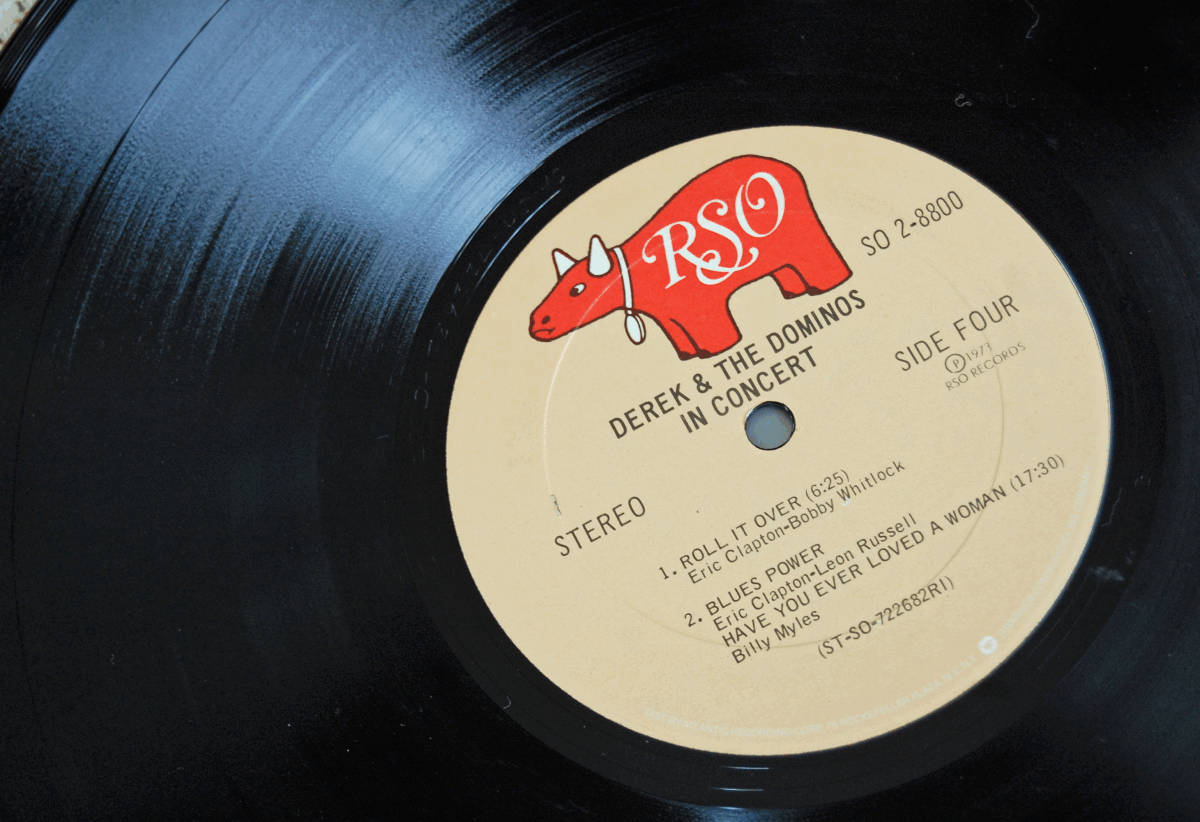 RSO
SO 2-8800
DEREK & THE DOMINOS
IN CONCERT
SIDE FOUR
℗ 1973
RSO RECORDS
STEREO
1. ROLL IT OVER (6:25)
Eric Clapton-Bobby Whitlock
2. BLUES POWER
Eric Clapton-Leon Russell
HAVE YOU EVER LOVED A WOMAN (17:30)
Billy Myles
(ST-SO-722682RI)